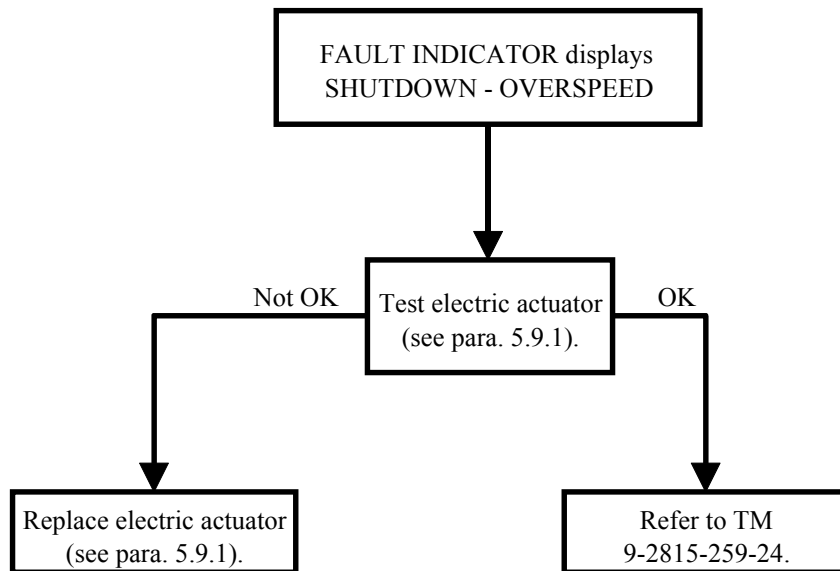 FAULT INDICATOR displays
SHUTDOWN - OVERSPEED
Not OK
Test electric actuator
(see para. 5.9.1).
OK
Replace electric actuator
(see para. 5.9.1).
Refer to TM
9-2815-259-24.